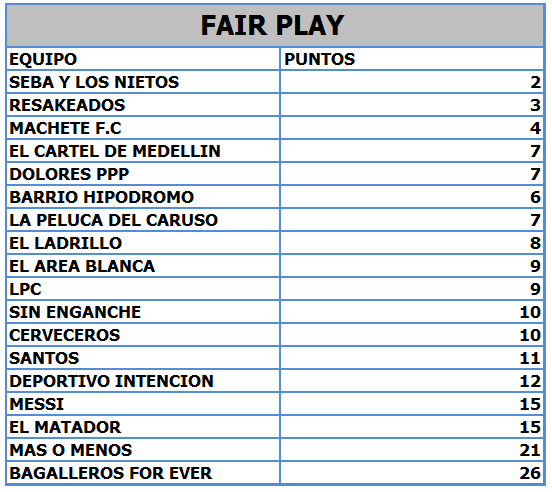 FAIR PLAY
EQUIPO PUNTOS
SEBA Y LOS NIETOS 2
RESAKEADOS 3
MACHETE F.C 4
EL CARTEL DE MEDELLIN 7
DOLORES PPP 7
BARRIO HIPODROMO 6
LA PELUCA DEL CARUSO 7
EL LADRILLO 8
EL AREA BLANCA 9
LPC 9
SIN ENGANCHE 10
CERVECEROS 10
SANTOS 11
DEPORTIVO INTENCION 12
MESSI 15
EL MATADOR 15
MAS O MENOS 21
BAGALLEROS FOR EVER 26